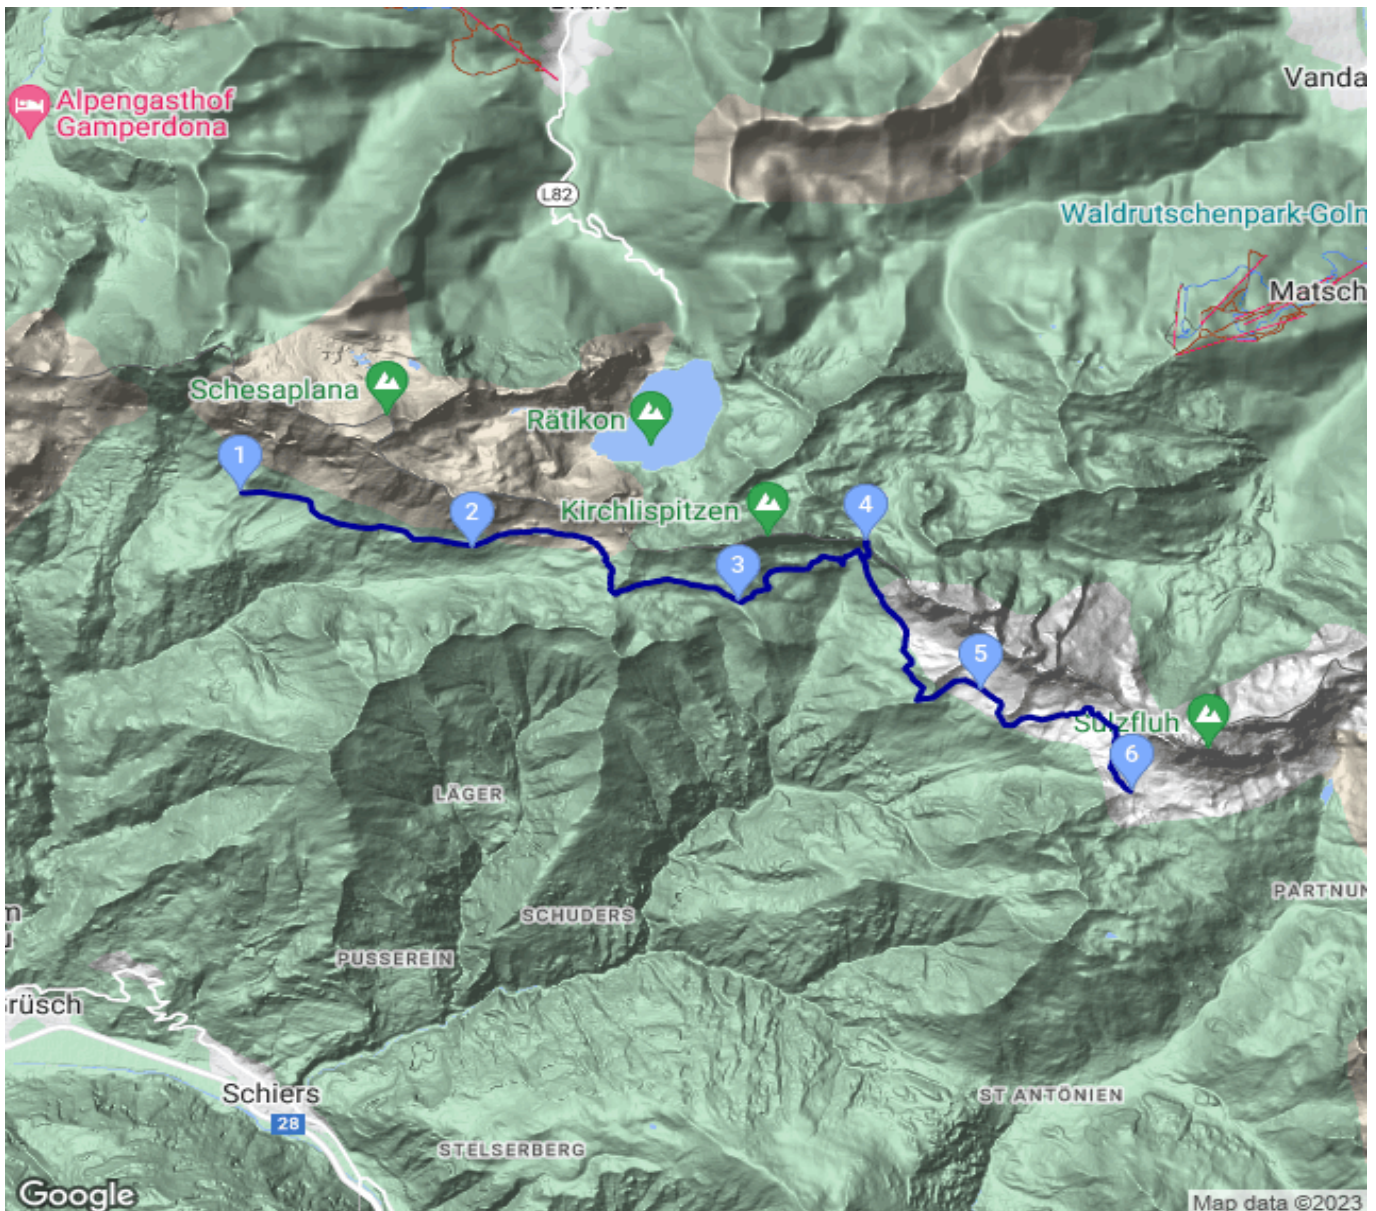 Alpengasthof
Gamperdona
Vanda
L82
Waldrutschenpark-Goln
Matsch
Schesaplana
Rätikon
1
2
Kirchlispitzen
4
3
5
Sulzfluh
6
LÄGER
PARTNUN
SCHUDERS
PUSSEREIN
rüsch
Schiers
28
ST ANTÖNIEN
STELSERBERG
Google
Map data ©2023